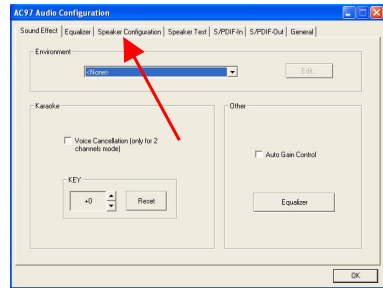 AC97 Audio Configuration
Sound Effect Equalizer Speaker Configuration Speaker Test S/PDIF-In S/PDIF-Out General
Environment
<None>
Edit...
Karaoke
Other
Voice Cancellation (only for 2
channels mode)
Auto Gain Control
KEY
+0
Reset
Equalizer
OK